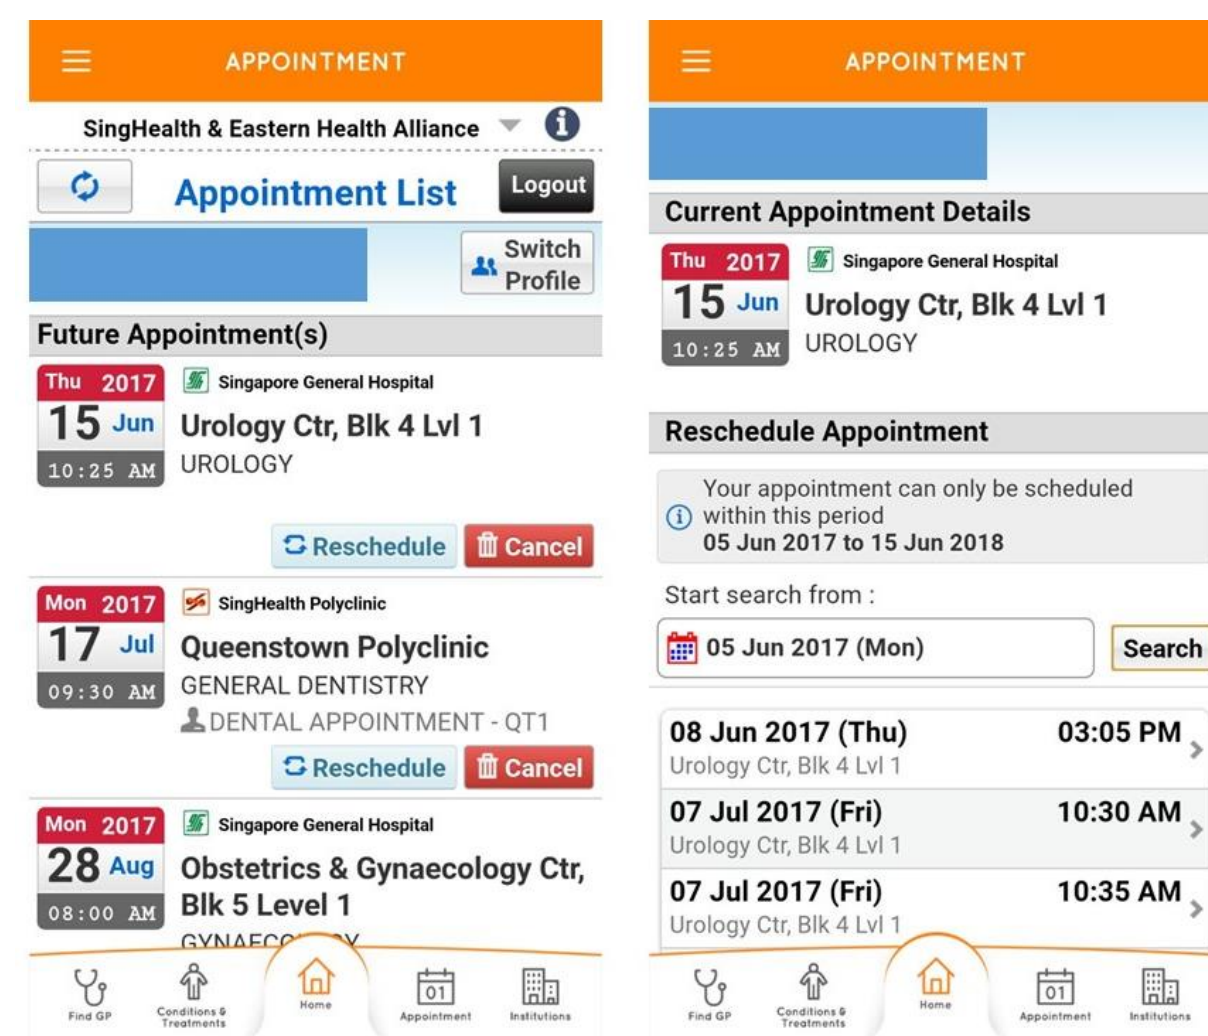 APPOINTMENT
SingHealth & Eastern Health Alliance
Appointment List
Logout
Switch
Profile
Future Appointment(s)
Thu 2017
15 Jun
10:25 AM
Singapore General Hospital
Urology Ctr, Blk 4 Lvl 1
UROLOGY
Reschedule
Cancel
Mon 2017
17 Jul
09:30 AM
SingHealth Polyclinic
Queenstown Polyclinic
GENERAL DENTISTRY
DENTAL APPOINTMENT - QT1
Reschedule
Cancel
Mon 2017
28 Aug
08:00 AM
Singapore General Hospital
Obstetrics & Gynaecology Ctr,
Blk 5 Level 1
Find GP
Conditions &
Treatments
Home
01
Appointment
Institutions
APPOINTMENT
Current Appointment Details
Thu 2017
15 Jun
10:25 AM
Singapore General Hospital
Urology Ctr, Blk 4 Lvl 1
UROLOGY
Reschedule Appointment
Your appointment can only be scheduled
within this period
05 Jun 2017 to 15 Jun 2018
Start search from :
05 Jun 2017 (Mon)
Search
08 Jun 2017 (Thu) 03:05 PM
Urology Ctr, Blk 4 Lvl 1
07 Jul 2017 (Fri) 10:30 AM
Urology Ctr, Blk 4 Lvl 1
07 Jul 2017 (Fri) 10:35 AM
Urology Ctr, Blk 4 Lvl 1
Find GP
Conditions &
Treatments
Home
01
Appointment
Institutions